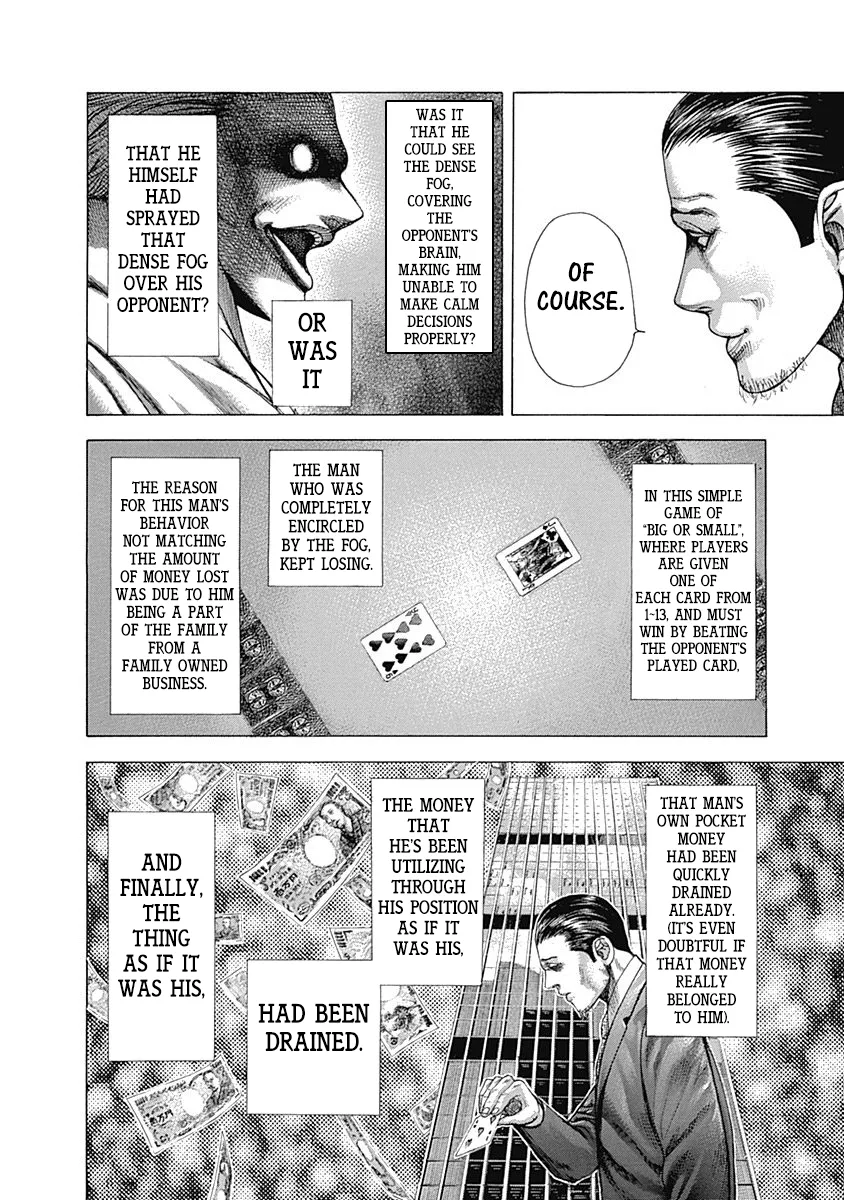 OF
COURSE.
WAS IT
THAT HE
COULD SEE
THE DENSE
FOG,
COVERING
THE
OPPONENT'S
BRAIN,
MAKING HIM
UNABLE TO
MAKE CALM
DECISIONS
PROPERLY?
OR
WAS
IT
THAT HE
HIMSELF
HAD
SPRAYED
THAT
DENSE FOG
OVER HIS
OPPONENT?
IN THIS SIMPLE
GAME OF
"BIG OR SMALL",
WHERE PLAYERS
ARE GIVEN
ONE OF
EACH CARD FROM
1~13, AND MUST
WIN BY BEATING
THE OPPONENT'S
PLAYED CARD,
THE MAN
WHO WAS
COMPLETELY
ENCIRCLED
BY THE FOG,
KEPT LOSING.
THE REASON
FOR THIS MAN'S
BEHAVIOR
NOT MATCHING
THE AMOUNT
OF MONEY LOST
WAS DUE TO HIM
BEING A PART
OF THE FAMILY
FROM A
FAMILY OWNED
BUSINESS.
THAT MAN'S
OWN POCKET
MONEY
HAD BEEN
QUICKLY
DRAINED
ALREADY.
(IT'S EVEN
DOUBTFUL IF
THAT MONEY
REALLY
BELONGED
TO HIM).
THE MONEY
THAT
HE'S BEEN
UTILIZING
THROUGH
HIS POSITION
AS IF IT
WAS HIS,
HAD BEEN
DRAINED.
AND
FINALLY,
THE
THING
AS IF IT
WAS HIS,